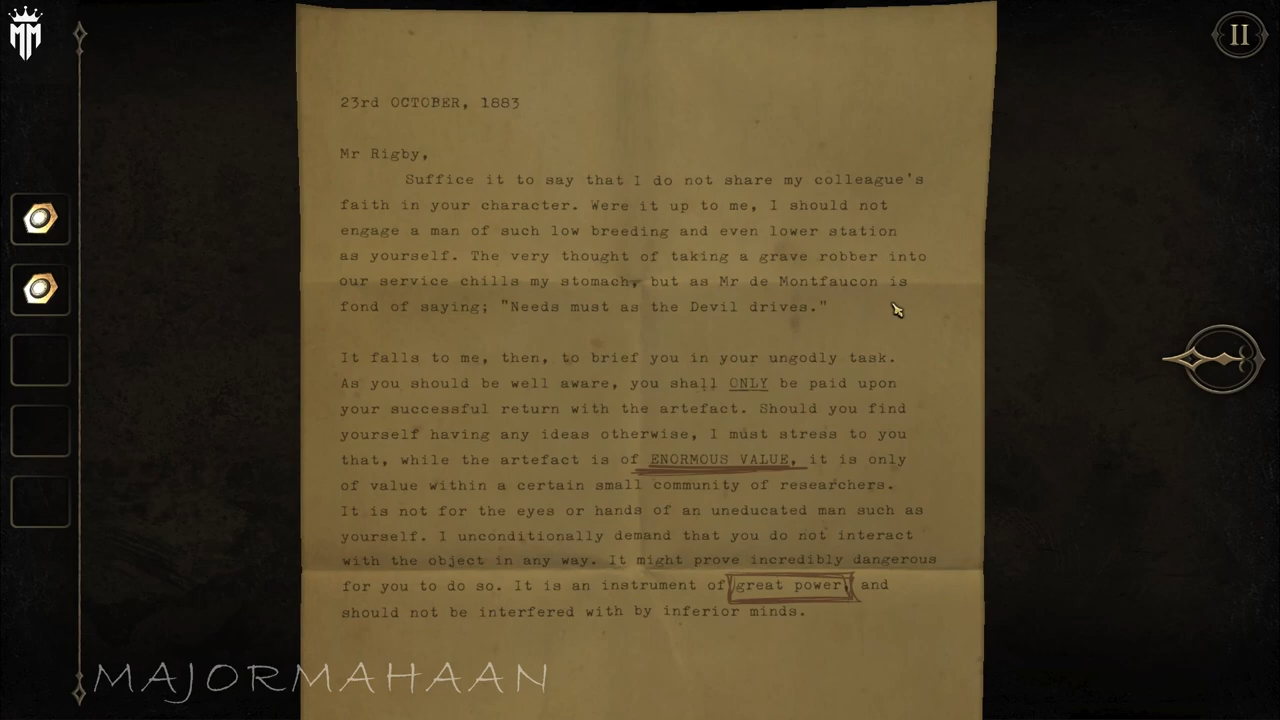 MM
23rd OCTOBER, 1883
Mr Rigby,
Suffice it to say that I do not share my colleague's
faith in your character. Were it up to me, I should not
engage a man of such low breeding and even lower station
as yourself. The very thought of taking a grave robber into
our service chills my stomach, but as Mr de Montfaucon is
fond of saying; "Needs must as the Devil drives."
It falls to me, then, to brief you in your ungodly task.
As you should be well aware, you shall ONLY be paid upon
your successful return with the artefact. Should you find
yourself having any ideas otherwise, I must stress to you
that, while the artefact is of ENORMOUS VALUE, it is only
of value within a certain small community of researchers.
It is not for the eyes or hands of an uneducated man such as
yourself. I unconditionally demand that you do not interact
with the object in any way. It might prove incredibly dangerous
for you to do so. It is an instrument of great power, and
should not be interfered with by inferior minds.
MAJORMAHAAN